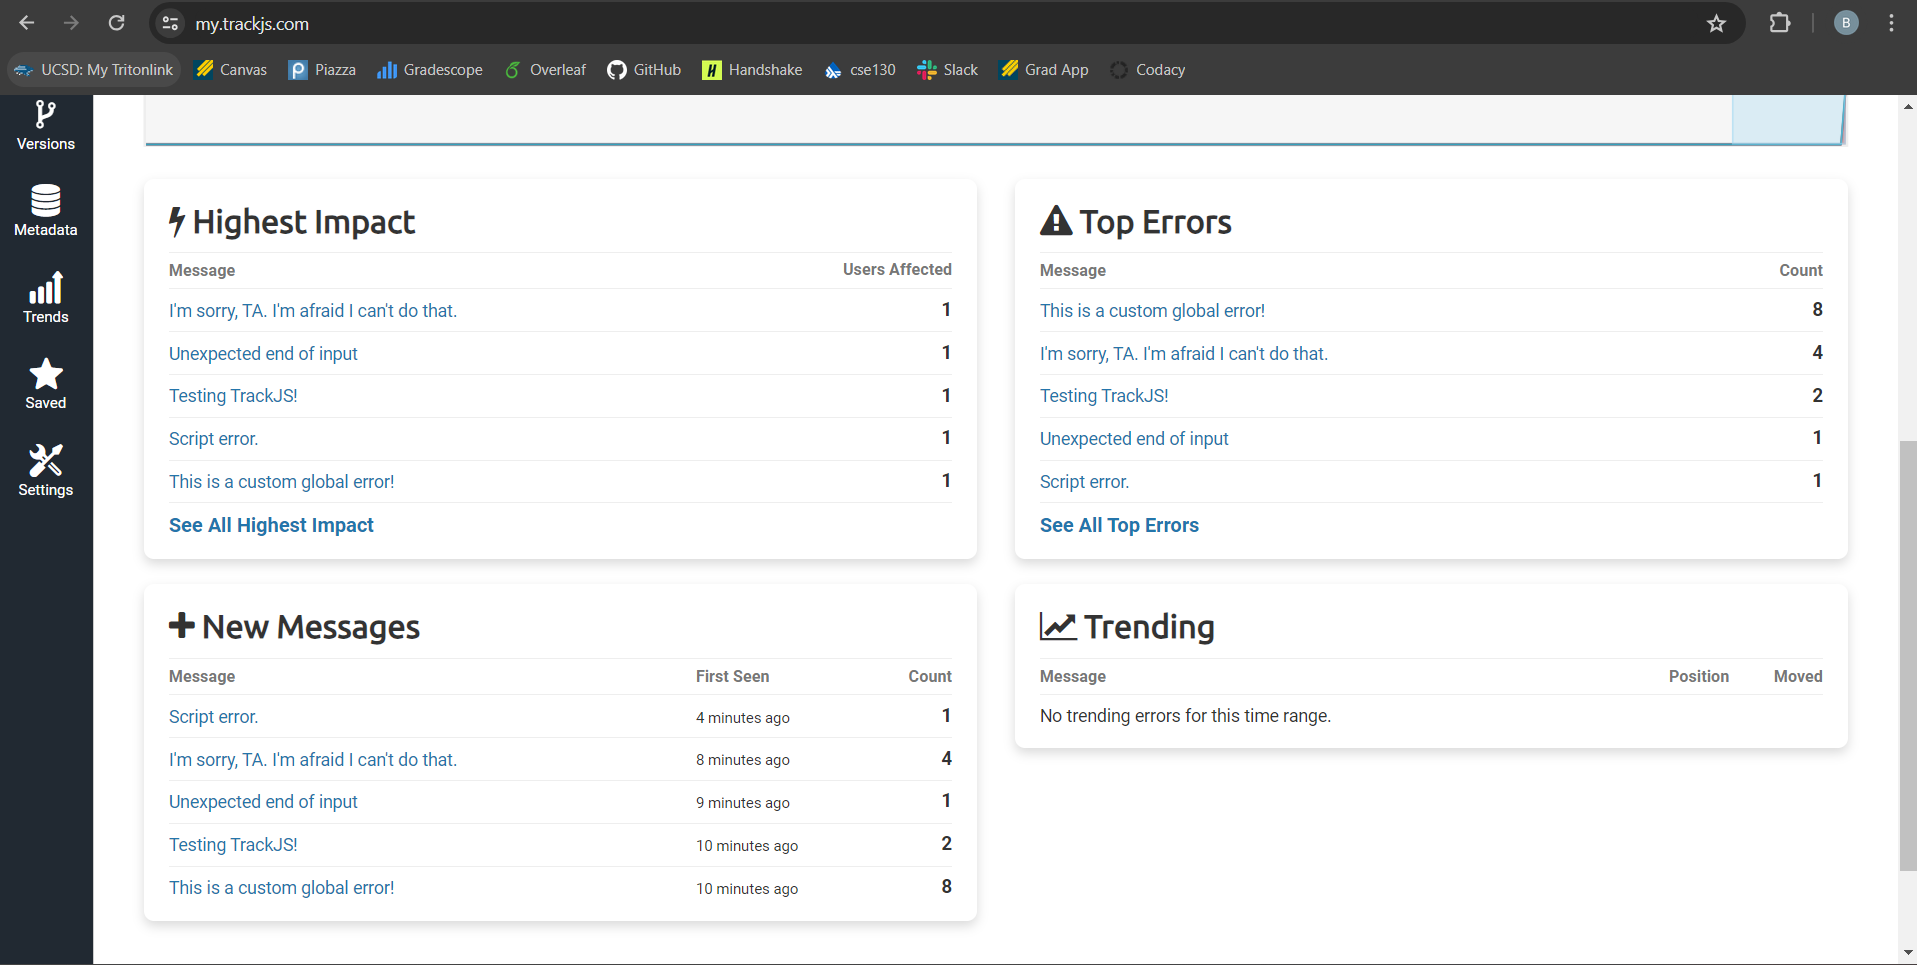 my.trackjs.com
B
UCSD: My Tritonlink
Canvas
Piazza
Gradescope
Overleaf
GitHub
Handshake
cse130
Slack
Grad App
Codacy
Versions
Metadata
Trends
Saved
Settings
Highest Impact
Message Users Affected
I'm sorry, TA. I'm afraid I can't do that. 1
Unexpected end of input 1
Testing TrackJS! 1
Script error. 1
This is a custom global error! 1
See All Highest Impact
Top Errors
Message Count
This is a custom global error! 8
I'm sorry, TA. I'm afraid I can't do that. 4
Testing TrackJS! 2
Unexpected end of input 1
Script error. 1
See All Top Errors
New Messages
Message First Seen Count
Script error. 4 minutes ago 1
I'm sorry, TA. I'm afraid I can't do that. 8 minutes ago 4
Unexpected end of input 9 minutes ago 1
Testing TrackJS! 10 minutes ago 2
This is a custom global error! 10 minutes ago 8
Trending
Message Position Moved
No trending errors for this time range.